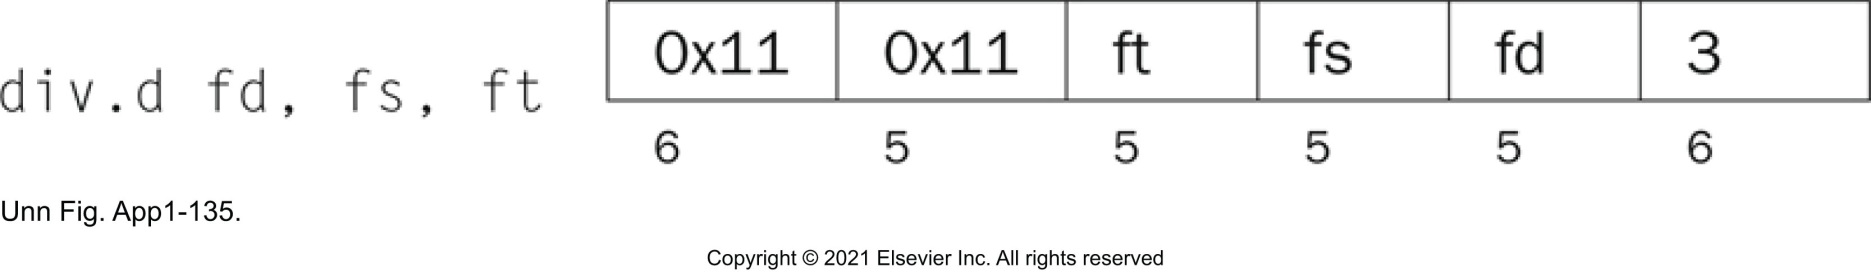 div.d fd, fs, ft
0x11 0x11 ft fs fd 3
6 5 5 5 5 6
Unn Fig. App1-135.
Copyright © 2021 Elsevier Inc. All rights reserved